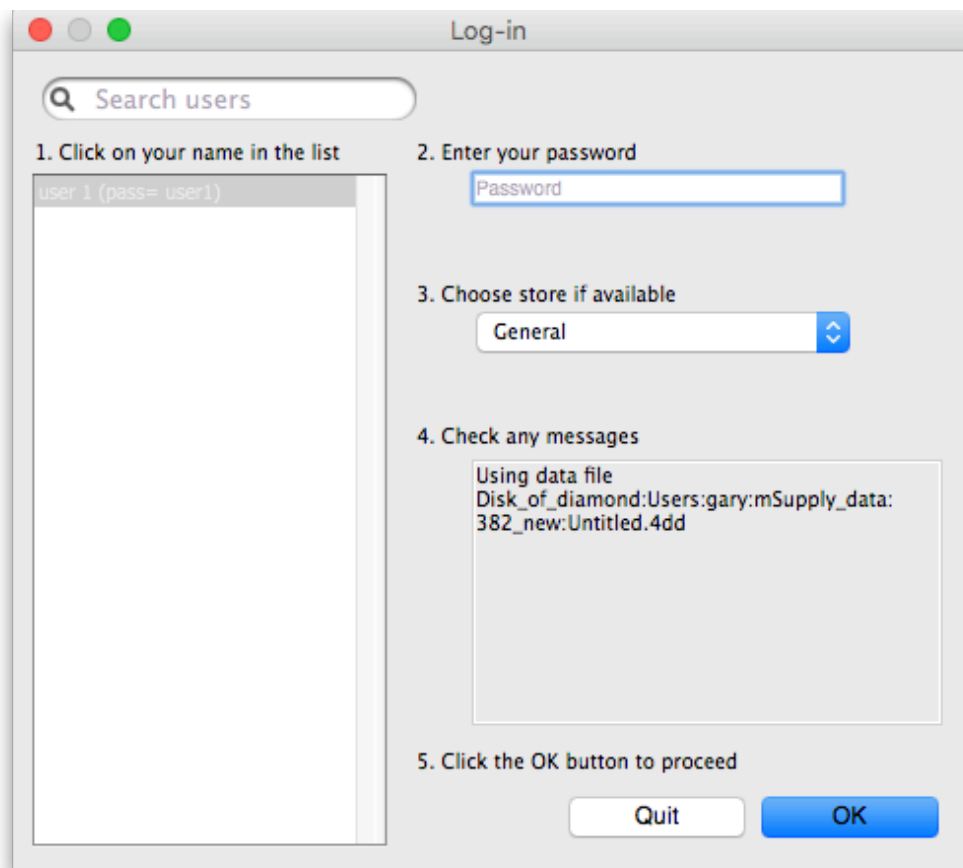 Log-in
Search users
1. Click on your name in the list
user 1 (pass= user1)
2. Enter your password
Password
3. Choose store if available
General
4. Check any messages
Using data file
Disk_of_diamond:Users:gary:mSupply_data:
382_new:Untitled.4dd
5. Click the OK button to proceed
Quit
OK